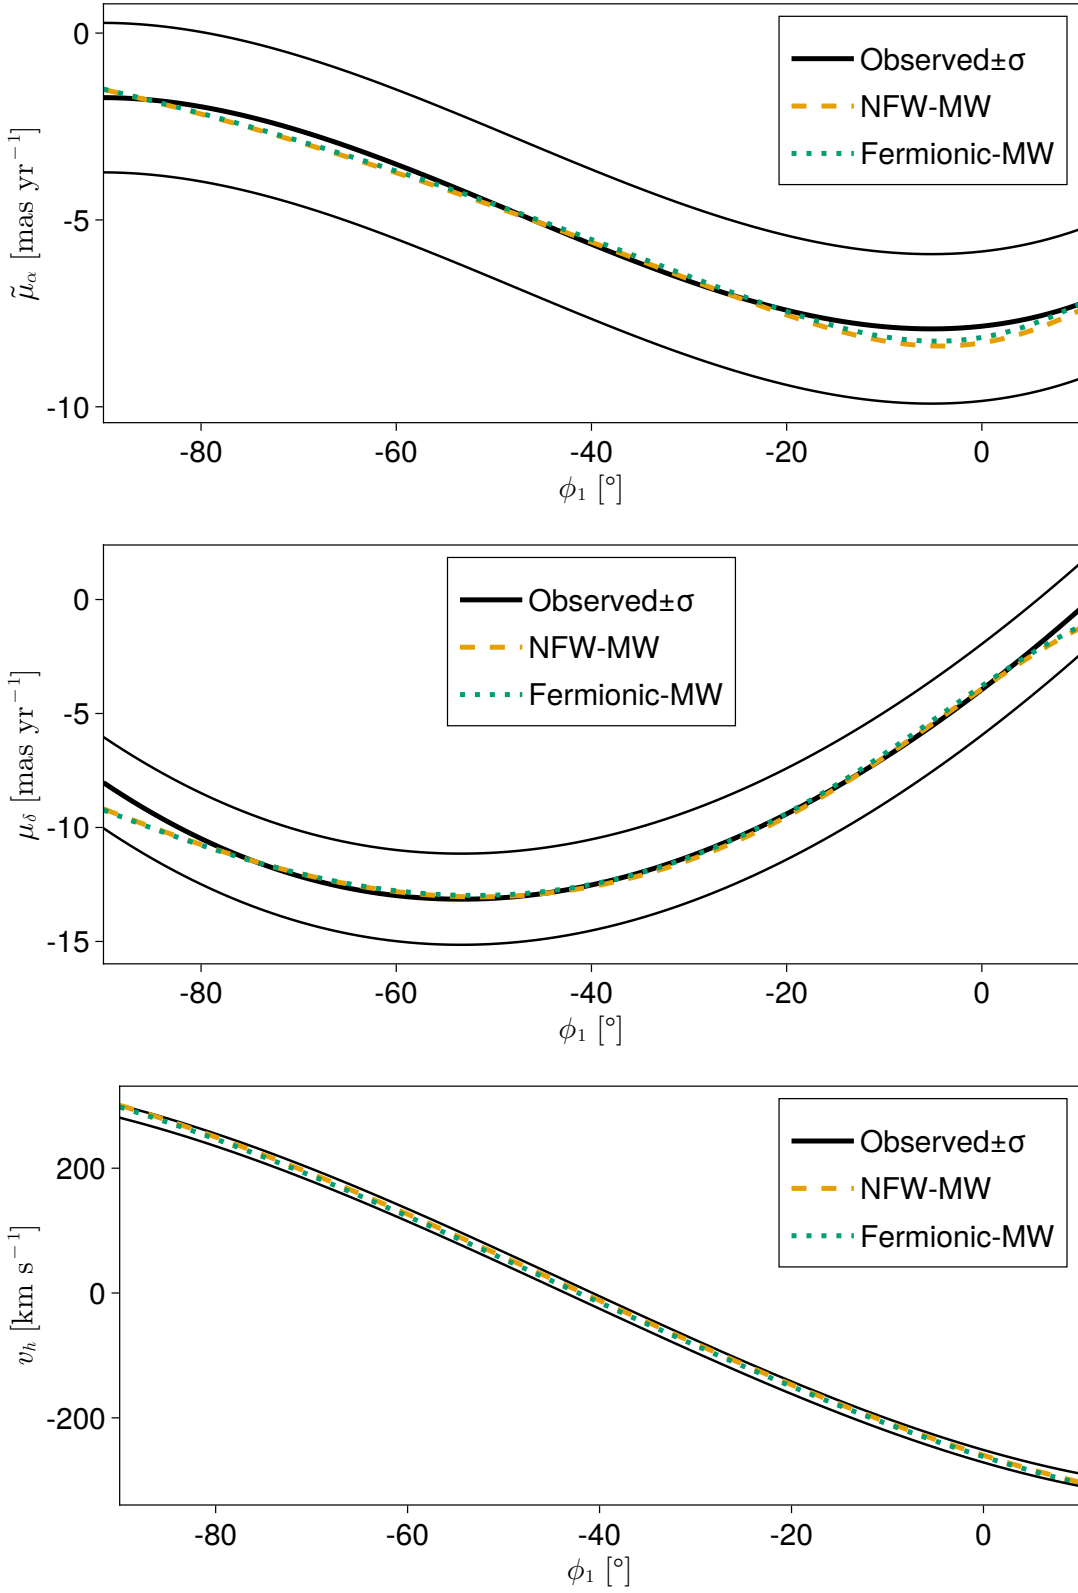 0
-5
-10
μ̃α [mas yr−1]
Observed±σ
NFW-MW
Fermionic-MW
-80 -60 -40 -20 0
ϕ1 [°]
0
-5
-10
-15
μδ [mas yr−1]
Observed±σ
NFW-MW
Fermionic-MW
-80 -60 -40 -20 0
ϕ1 [°]
200
0
-200
vh [km s−1]
Observed±σ
NFW-MW
Fermionic-MW
-80 -60 -40 -20 0
ϕ1 [°]